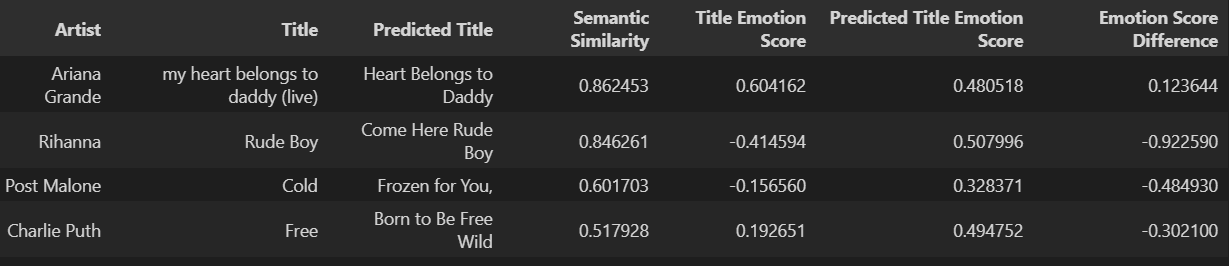 Artist Title Predicted Title Semantic Similarity Title Emotion Score Predicted Title Emotion Score Emotion Score Difference
Ariana Grande my heart belongs to daddy (live) Heart Belongs to Daddy 0.862453 0.604162 0.480518 0.123644
Rihanna Rude Boy Come Here Rude Boy 0.846261 -0.414594 0.507996 -0.922590
Post Malone Cold Frozen for You, 0.601703 -0.156560 0.328371 -0.484930
Charlie Puth Free Born to Be Free Wild 0.517928 0.192651 0.494752 -0.302100